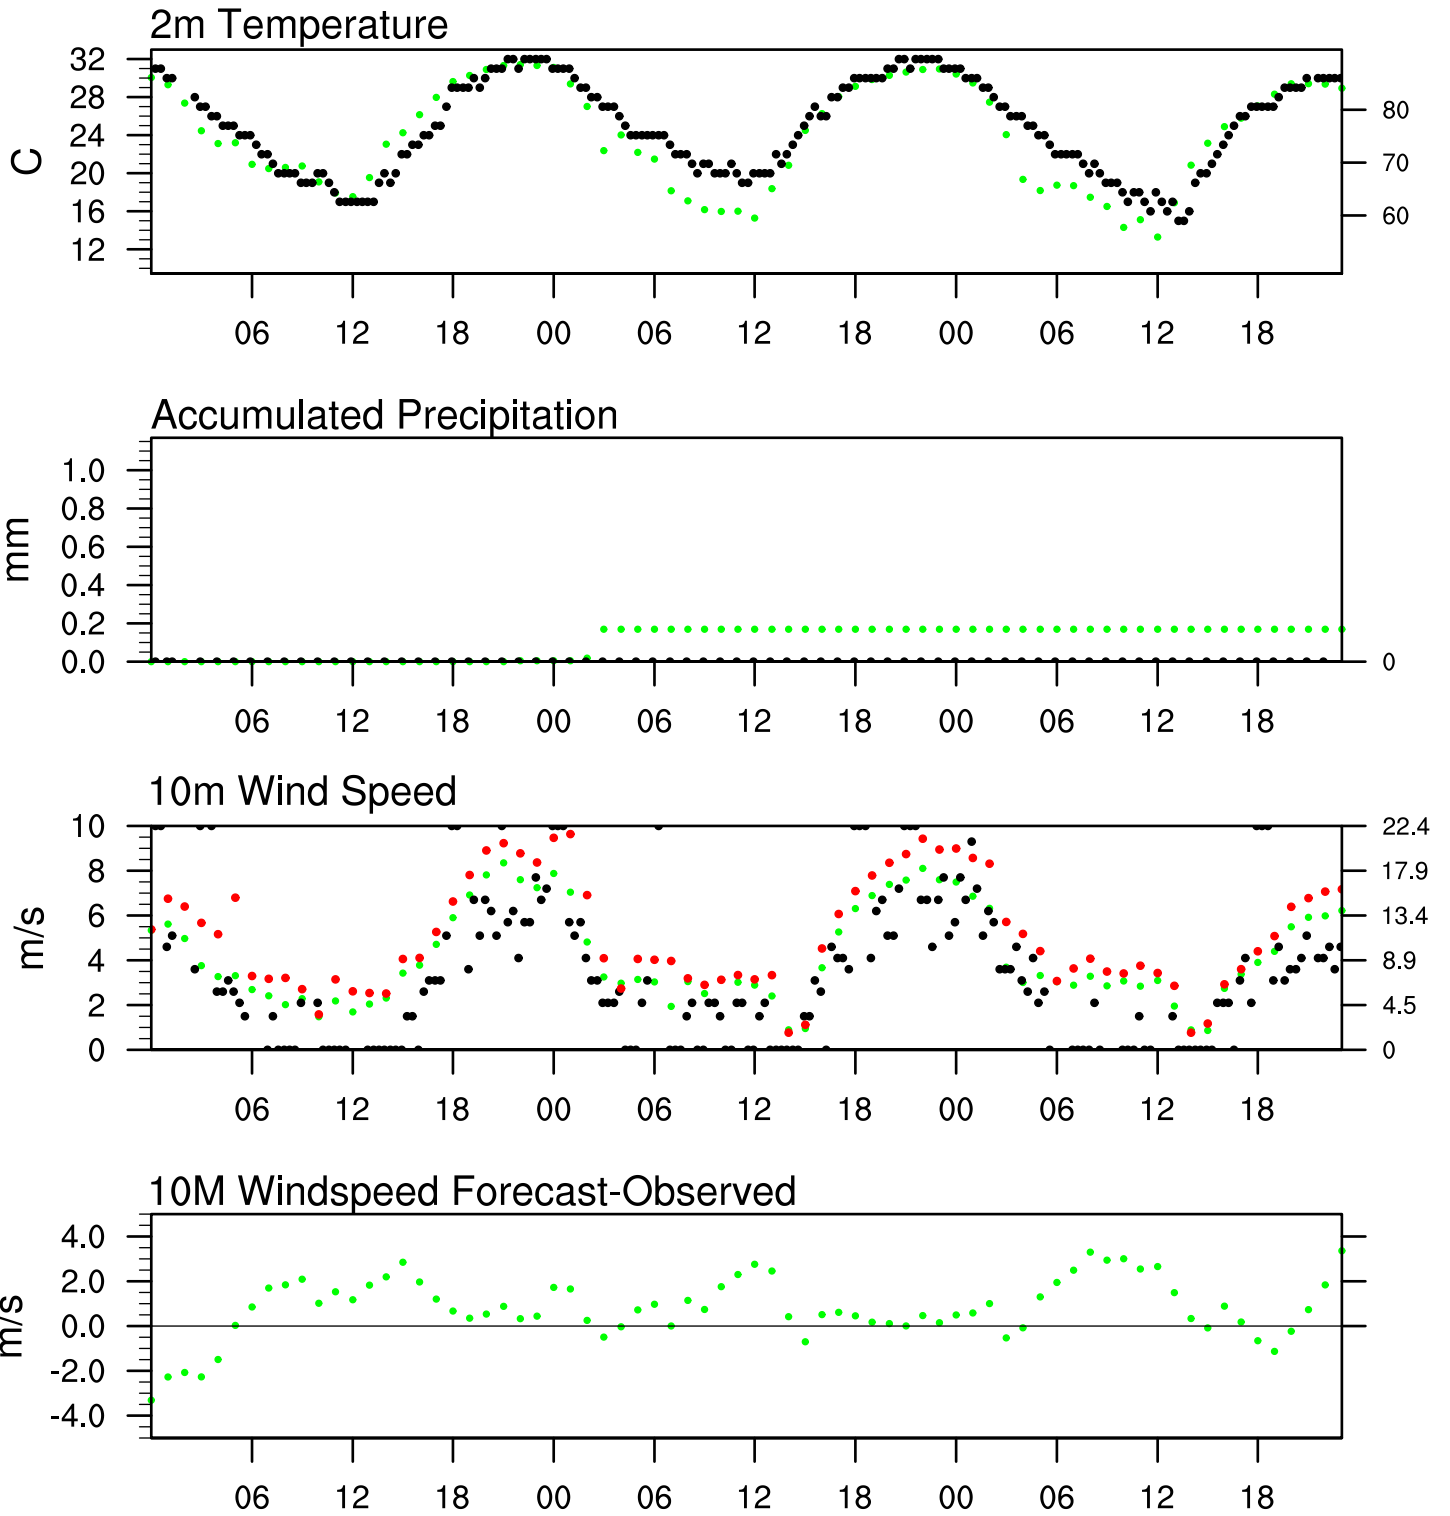 2m Temperature
32
28
24
20
16
12
C
80
70
60
06 12 18 00 06 12 18 00 06 12 18
Accumulated Precipitation
1.0
0.8
0.6
0.4
0.2
0.0
mm
0
06 12 18 00 06 12 18 00 06 12 18
10m Wind Speed
10
8
6
4
2
0
m/s
22.4
17.9
13.4
8.9
4.5
0
06 12 18 00 06 12 18 00 06 12 18
10M Windspeed Forecast-Observed
4.0
2.0
0.0
-2.0
-4.0
m/s
06 12 18 00 06 12 18 00 06 12 18